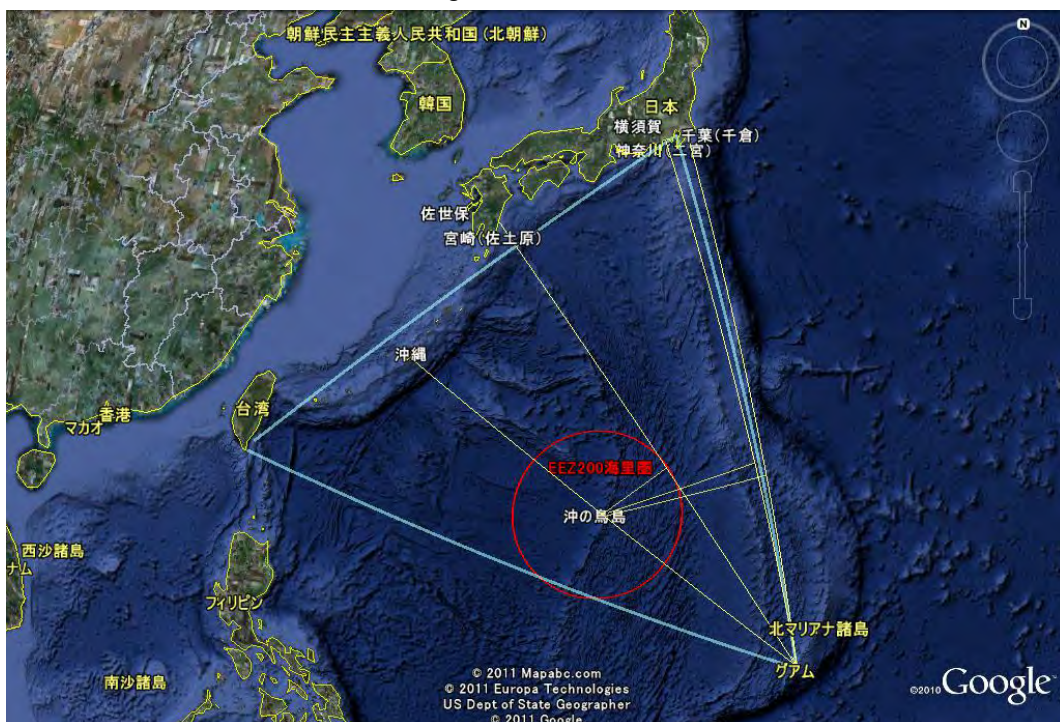 N
朝鮮民主主義人民共和国(北朝鮮)
韓国
日本
横須賀
千葉(千倉)
神奈川(二宮)
佐世保
宮崎(佐土原)
沖縄
台湾
香港
マカオ
EEZ200海里圏
沖の鳥島
西沙諸島
ナム
フィリピン
北マリアナ諸島
グアム
南沙諸島
© 2011 Mapabc.com
© 2011 Europa Technologies
US Dept of State Geographer
© 2011 Google
©2010 Google